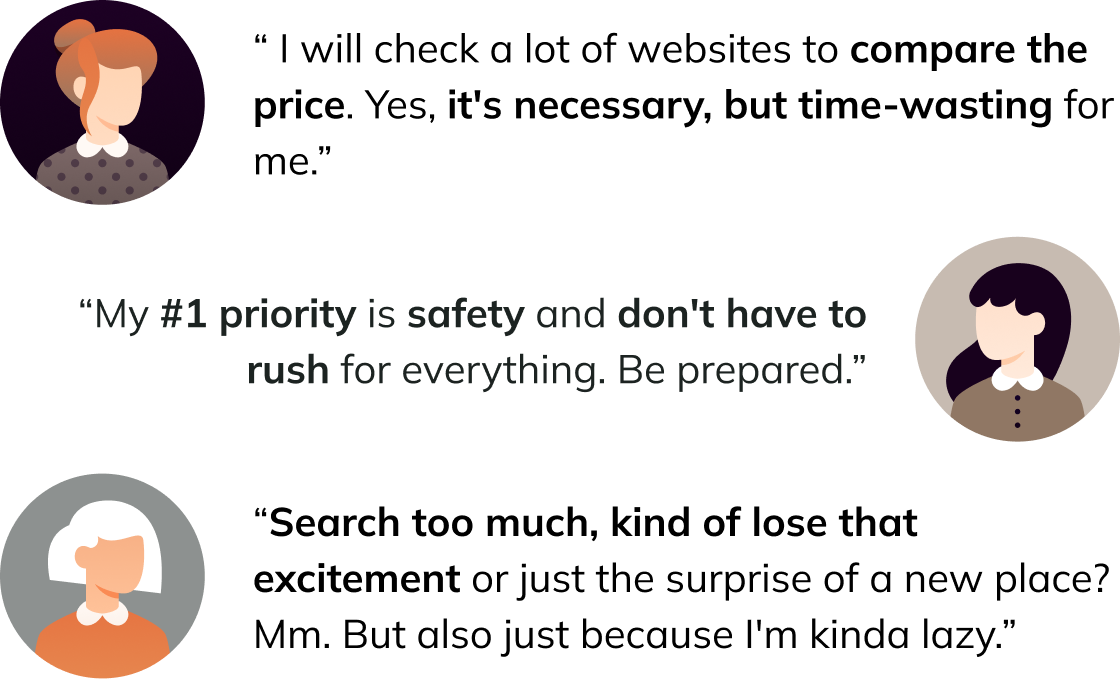 “ I will check a lot of websites to compare the
price. Yes, it's necessary, but time-wasting for
me.”
“My #1 priority is safety and don't have to
rush for everything. Be prepared.”
“Search too much, kind of lose that
excitement or just the surprise of a new place?
Mm. But also just because I'm kinda lazy.”